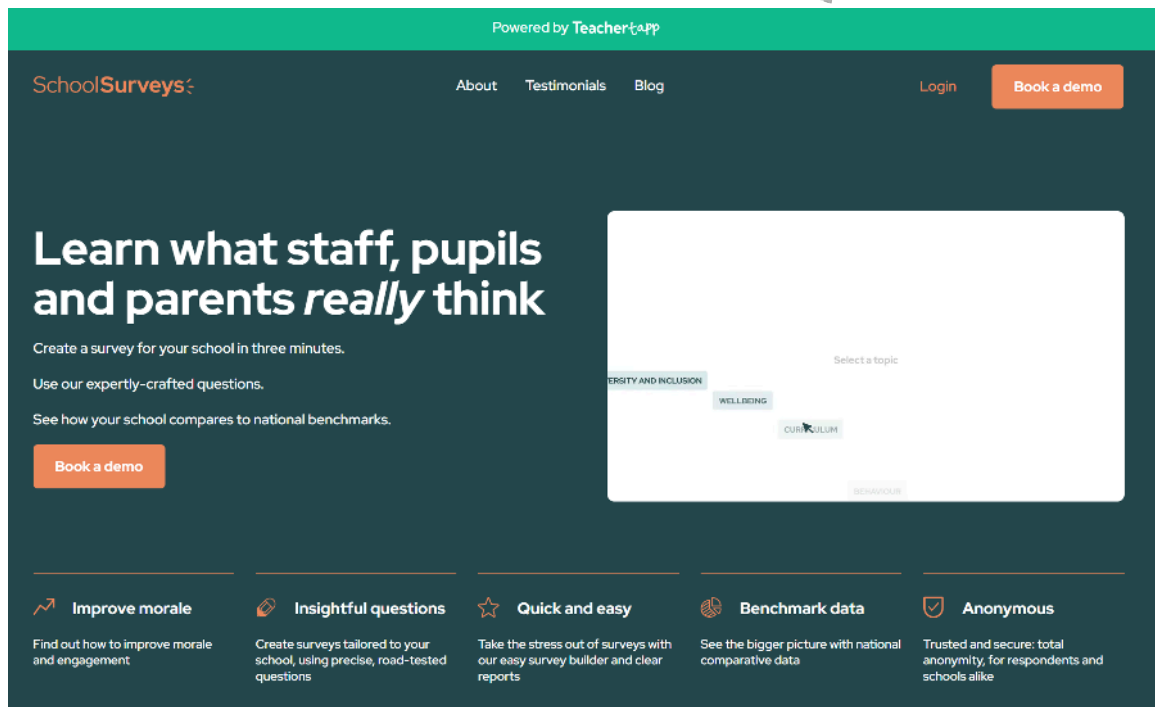 Powered by Teachertapp
SchoolSurveys
About Testimonials Blog
Login
Book a demo
Learn what staff, pupils
and parents really think
Create a survey for your school in three minutes.
Use our expertly-crafted questions.
See how your school compares to national benchmarks.
Book a demo
Select a topic
ERSITY AND INCLUSION
WELLBEING
CURRICULUM
BEHAVIOUR
Improve morale
Find out how to improve morale
and engagement
Insightful questions
Create surveys tailored to your
school, using precise, road-tested
questions
Quick and easy
Take the stress out of surveys with
our easy survey builder and clear
reports
Benchmark data
See the bigger picture with national
comparative data
Anonymous
Trusted and secure: total
anonymity, for respondents and
schools alike